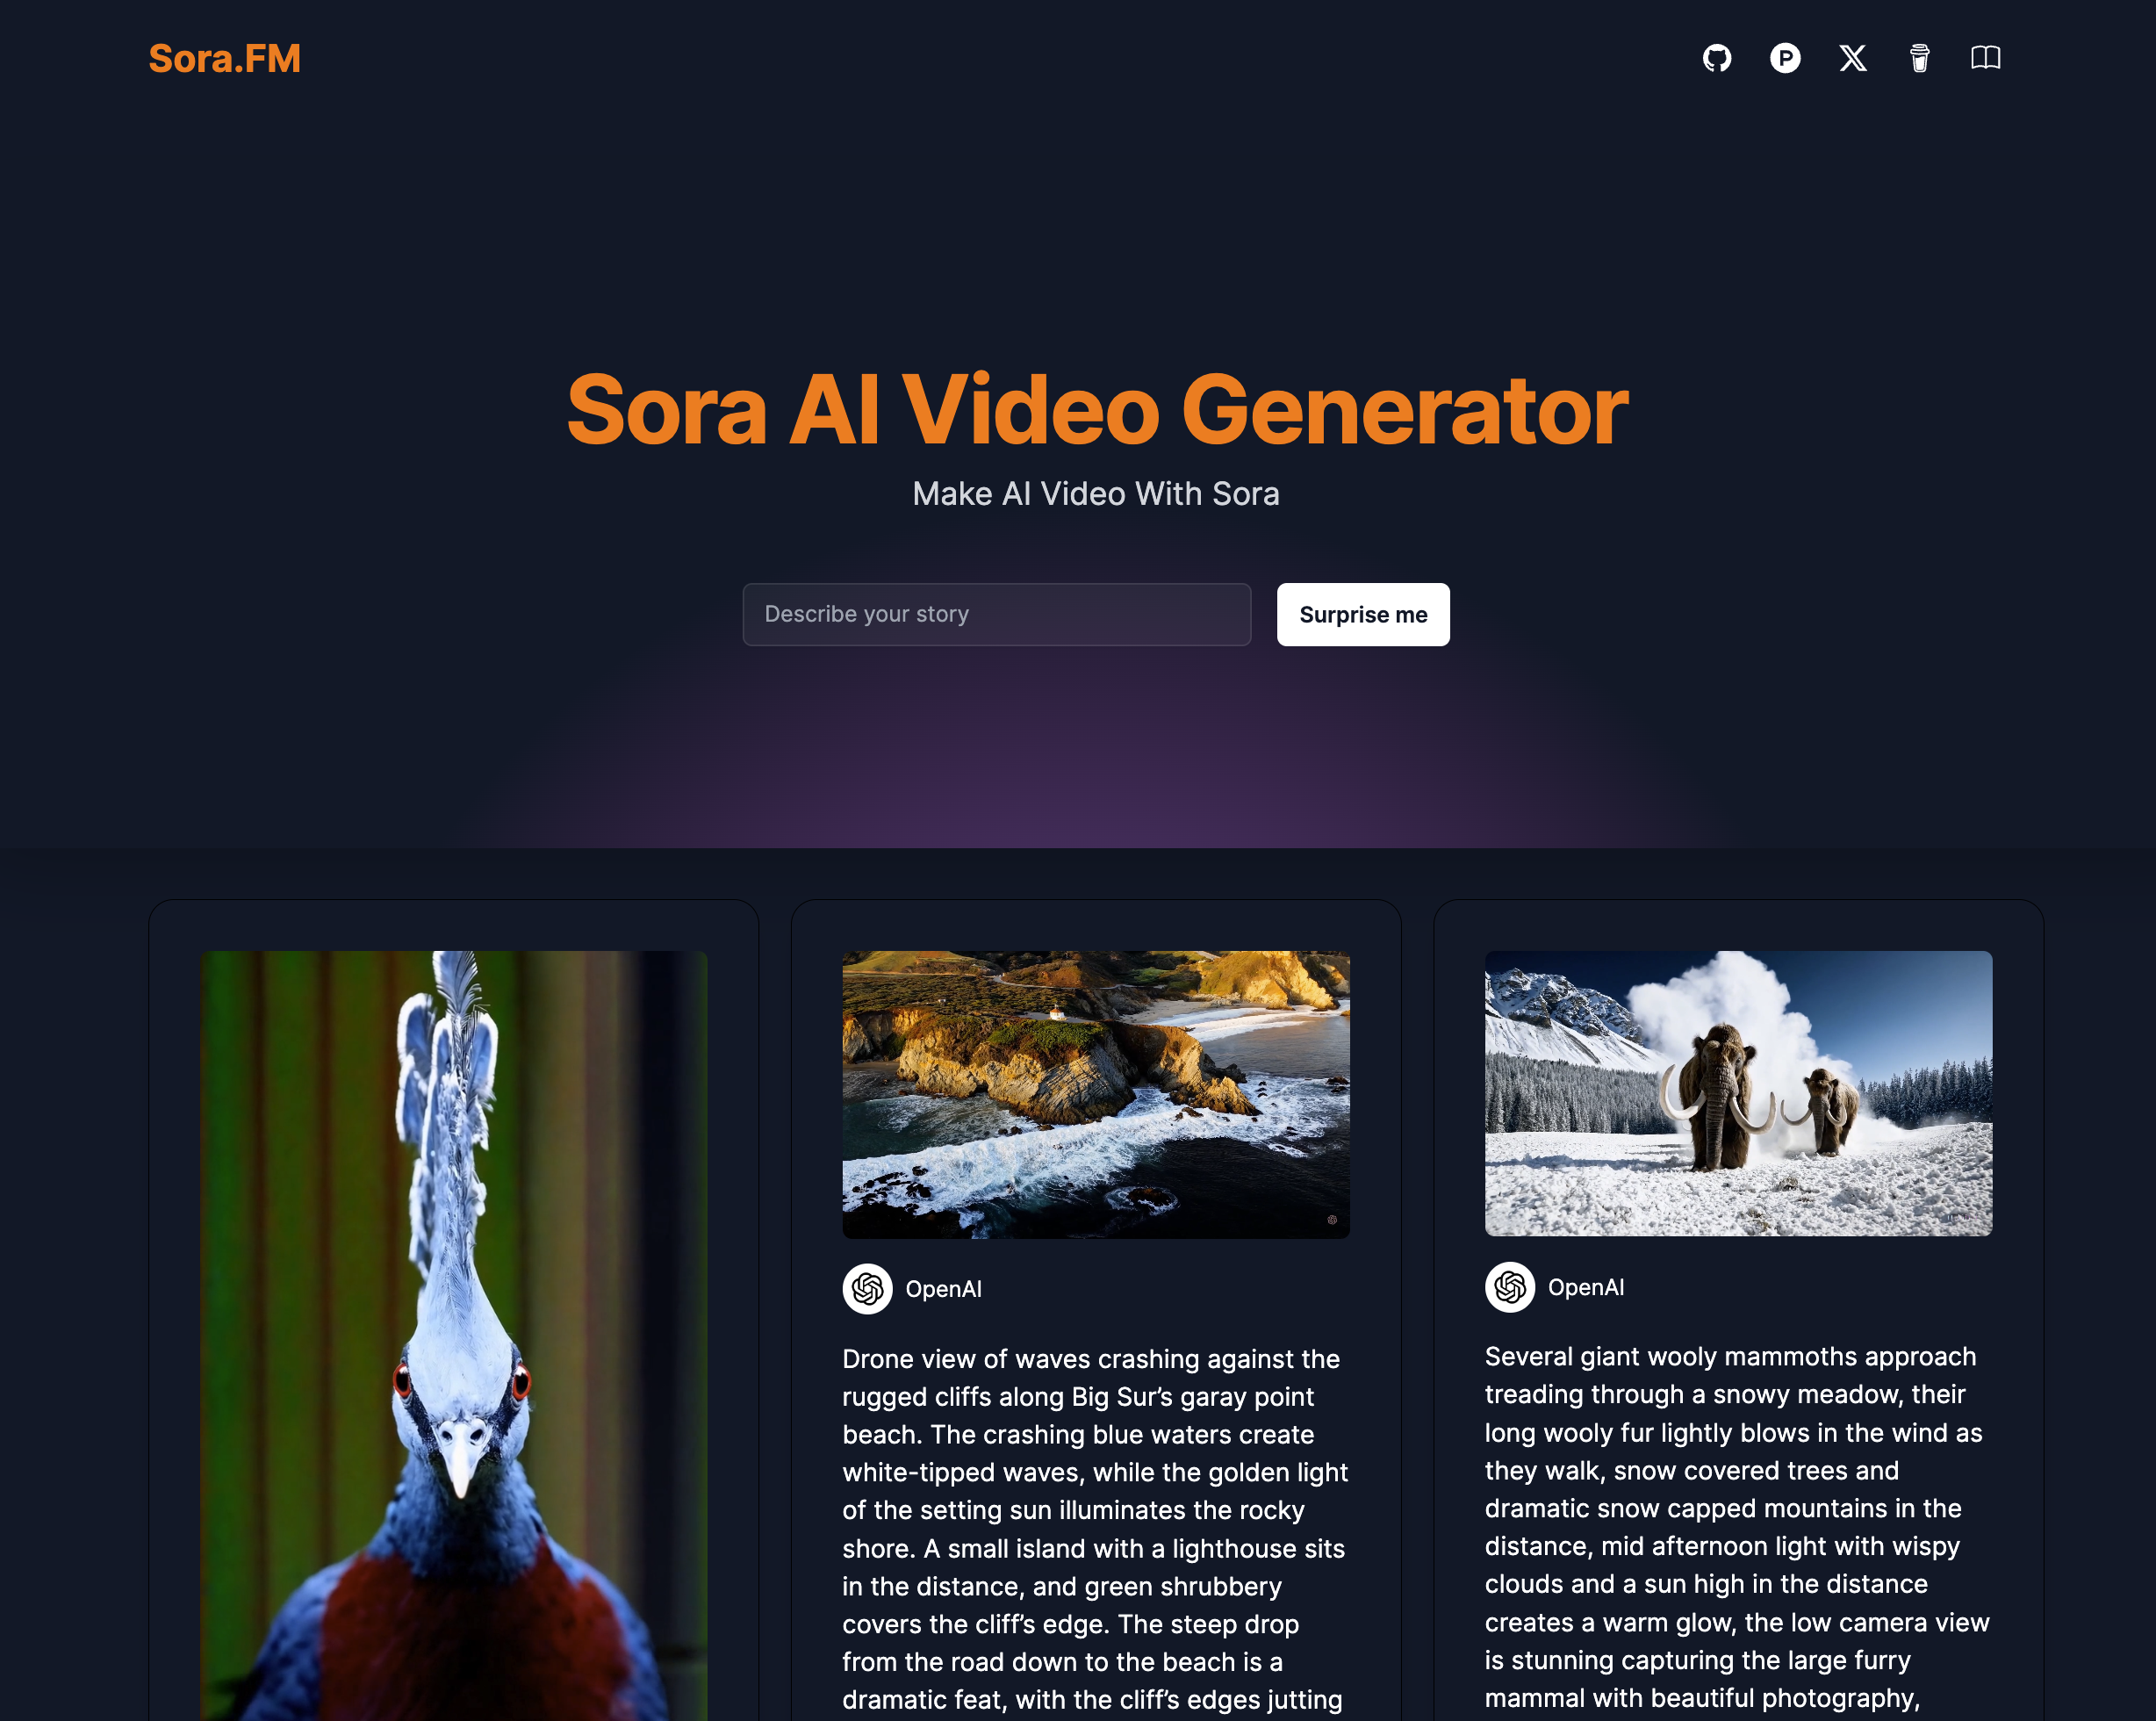 Sora.FM
Sora AI Video Generator
Make AI Video With Sora
Describe your story
Surprise me
OpenAI
Drone view of waves crashing against the
rugged cliffs along Big Sur’s garay point
beach. The crashing blue waters create
white-tipped waves, while the golden light
of the setting sun illuminates the rocky
shore. A small island with a lighthouse sits
in the distance, and green shrubbery
covers the cliff’s edge. The steep drop
from the road down to the beach is a
dramatic feat, with the cliff’s edges jutting
OpenAI
Several giant wooly mammoths approach
treading through a snowy meadow, their
long wooly fur lightly blows in the wind as
they walk, snow covered trees and
dramatic snow capped mountains in the
distance, mid afternoon light with wispy
clouds and a sun high in the distance
creates a warm glow, the low camera view
is stunning capturing the large furry
mammal with beautiful photography,